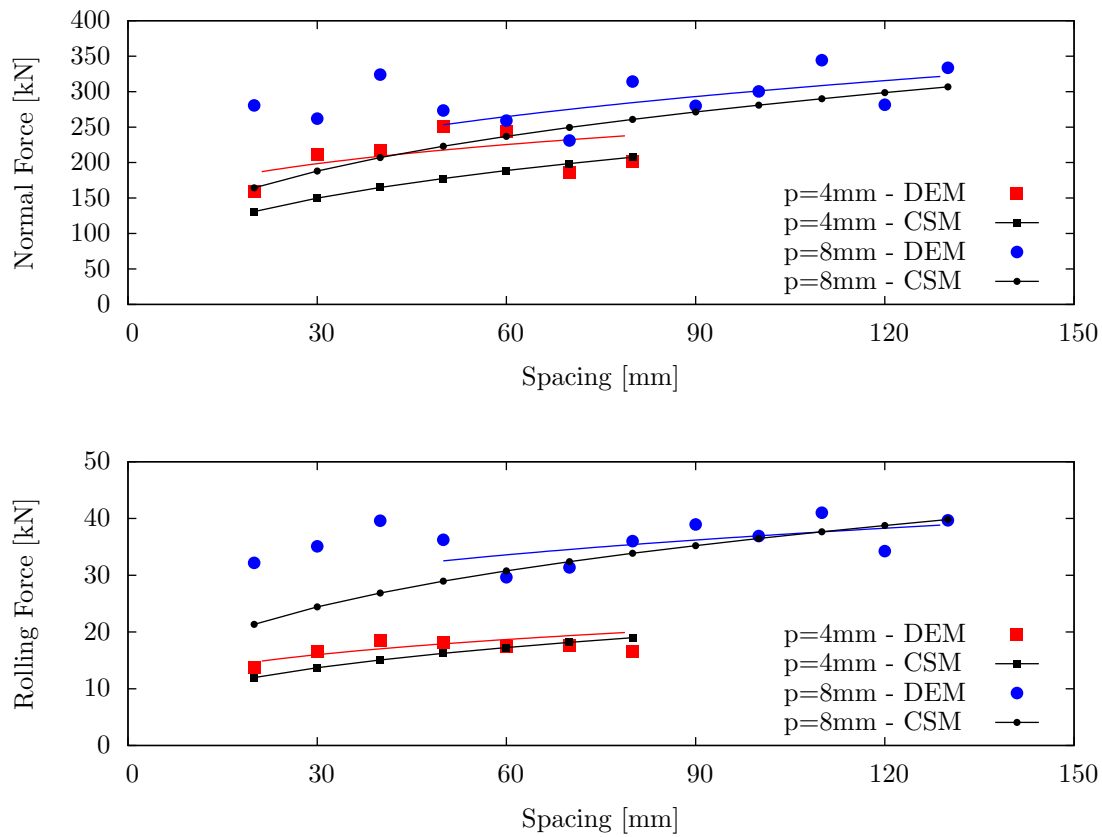 400
350
300
250
200
150
100
50
0
Normal Force [kN]
p=4mm - DEM
p=4mm - CSM
p=8mm - DEM
p=8mm - CSM
0 30 60 90 120 150
Spacing [mm]
50
40
30
20
10
0
Rolling Force [kN]
p=4mm - DEM
p=4mm - CSM
p=8mm - DEM
p=8mm - CSM
0 30 60 90 120 150
Spacing [mm]